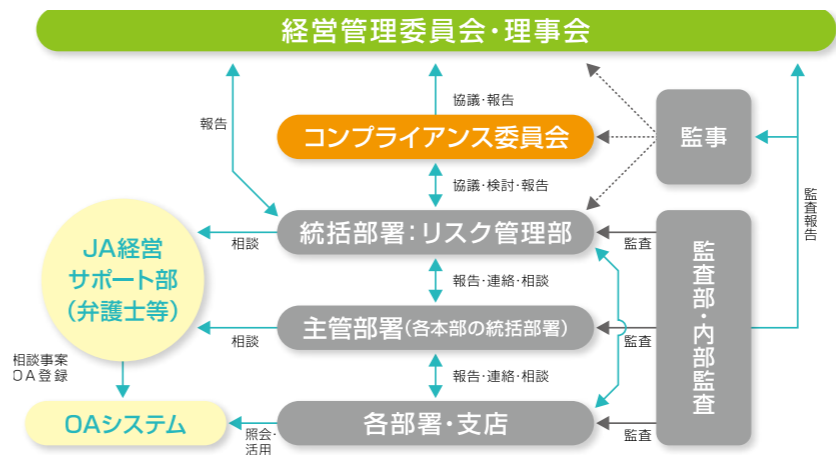 経営管理委員会・理事会
協議・報告
報告
コンプライアンス委員会
監事
監査報告
協議・検討・報告
統括部署：リスク管理部
相談
監査
JA経営
サポート部
（弁護士等）
報告・連絡・相談
監査部・内部監査
主管部署（各本部の統括部署）
相談
監査
相談事案
OA登録
報告・連絡・相談
OAシステム
照会・
活用
各部署・支店
監査